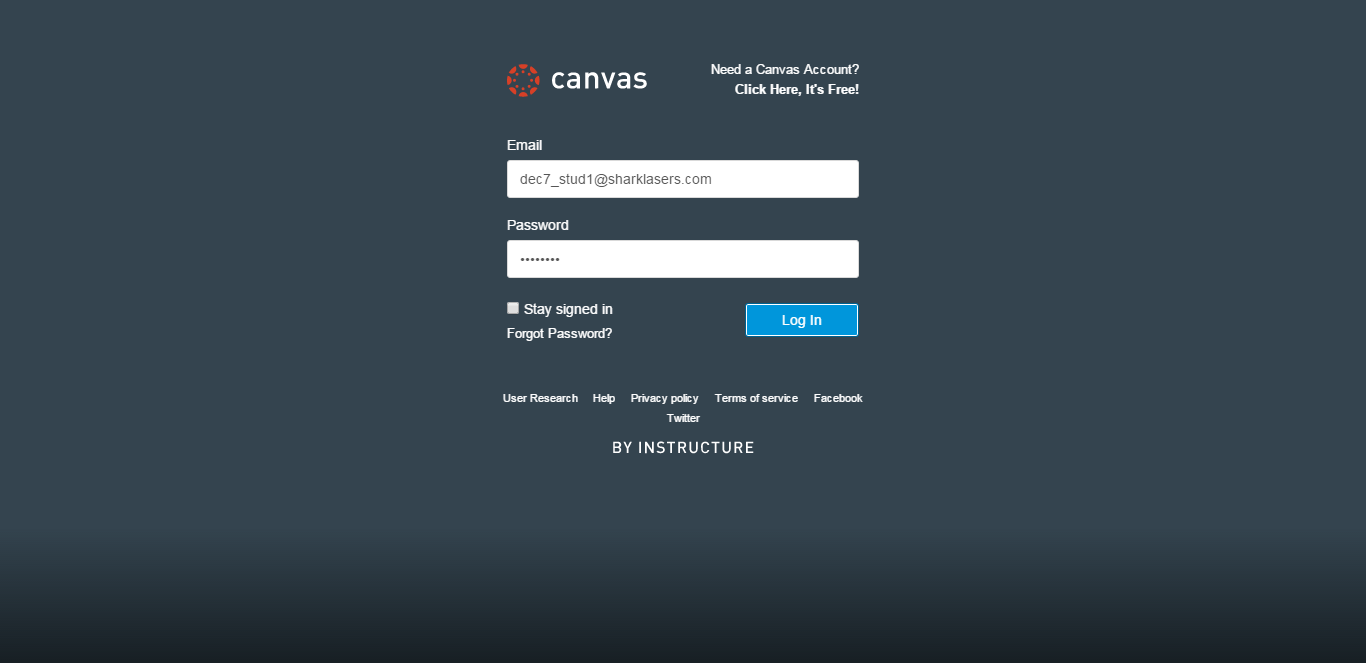 canvas
Need a Canvas Account?
Click Here, It's Free!
Email
dec7_stud1@sharklasers.com
Password
••••••••
Stay signed in
Log In
Forgot Password?
User Research Help Privacy policy Terms of service Facebook
Twitter
BY INSTRUCTURE